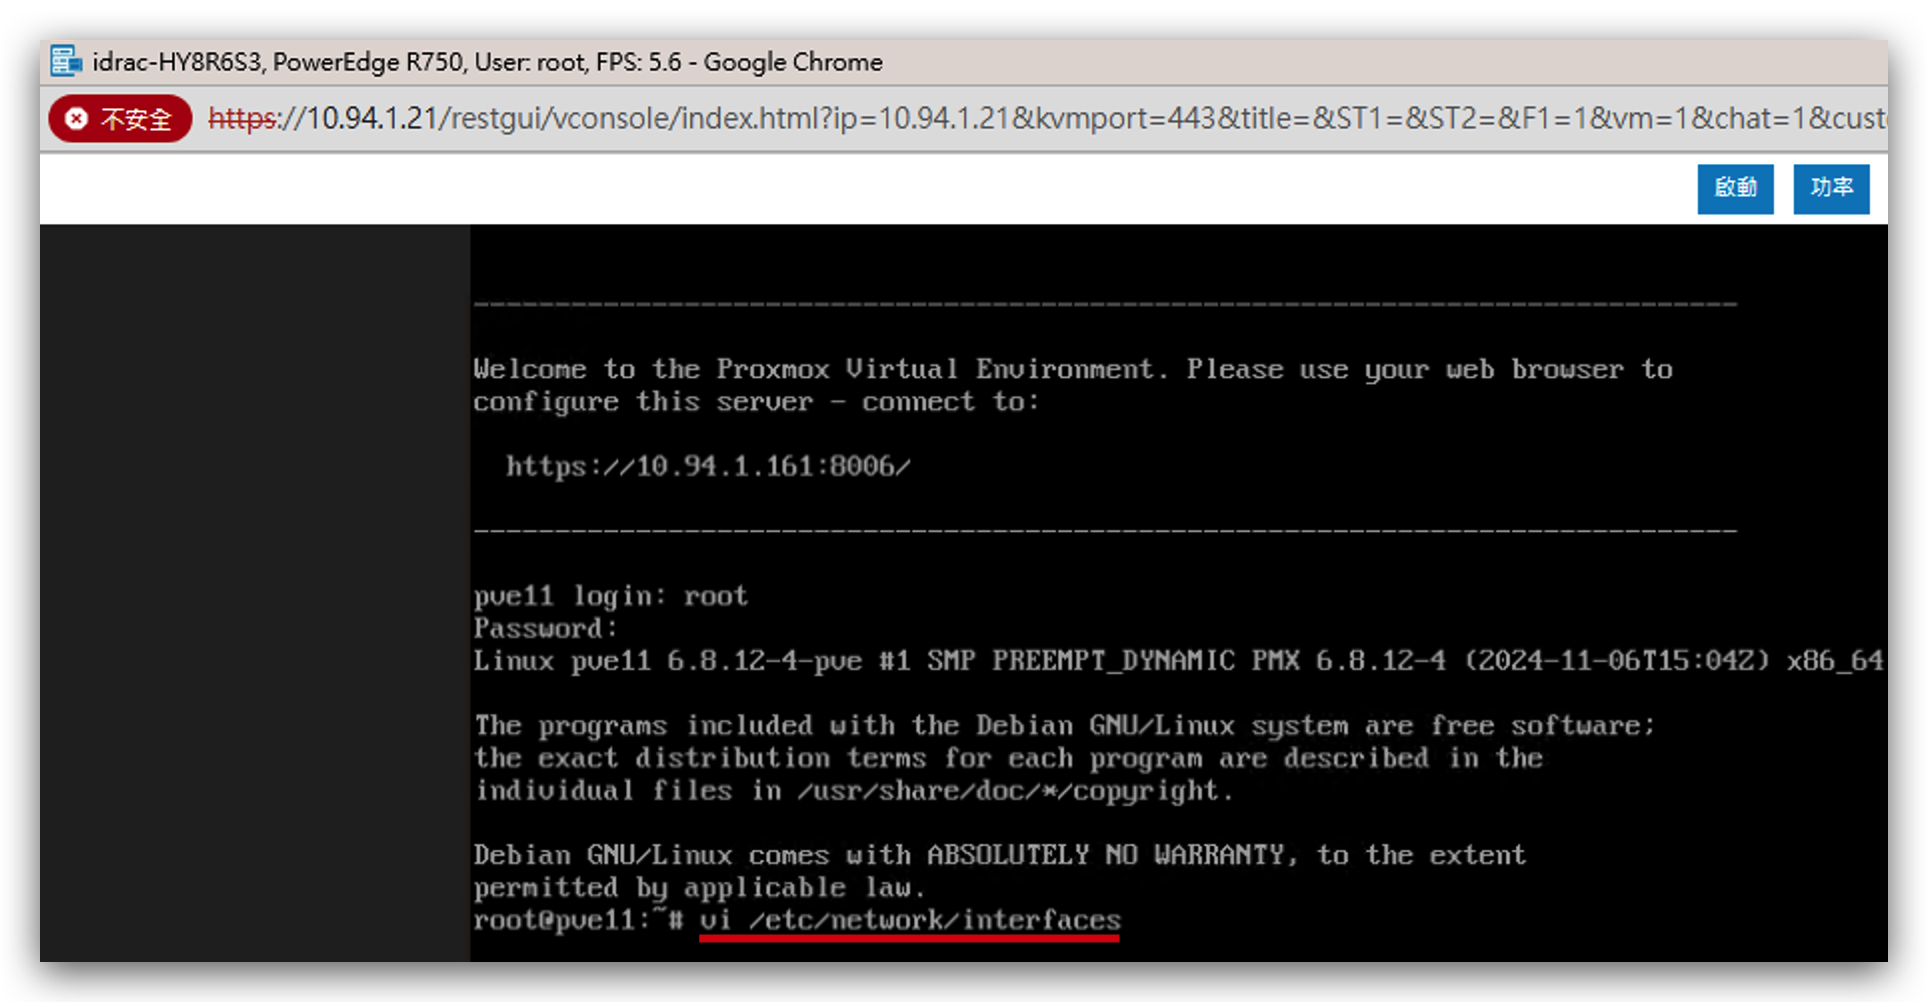 idrac-HY8R6S3, PowerEdge R750, User: root, FPS: 5.6 - Google Chrome
不安全 https://10.94.1.21/restgui/vconsole/index.html?ip=10.94.1.21&kvmport=443&title=&ST1=&ST2=&F1=1&vm=1&chat=1&cust
啟動 功率
--------------------------------------------------------------------------------
Welcome to the Proxmox Virtual Environment. Please use your web browser to
configure this server - connect to:
https://10.94.1.161:8006/
--------------------------------------------------------------------------------
pve11 login: root
Password:
Linux pve11 6.8.12-4-pve #1 SMP PREEMPT_DYNAMIC PMX 6.8.12-4 (2024-11-06T15:04Z) x86_64
The programs included with the Debian GNU/Linux system are free software;
the exact distribution terms for each program are described in the
individual files in /usr/share/doc/*/copyright.
Debian GNU/Linux comes with ABSOLUTELY NO WARRANTY, to the extent
permitted by applicable law.
root@pve11:~# vi /etc/network/interfaces